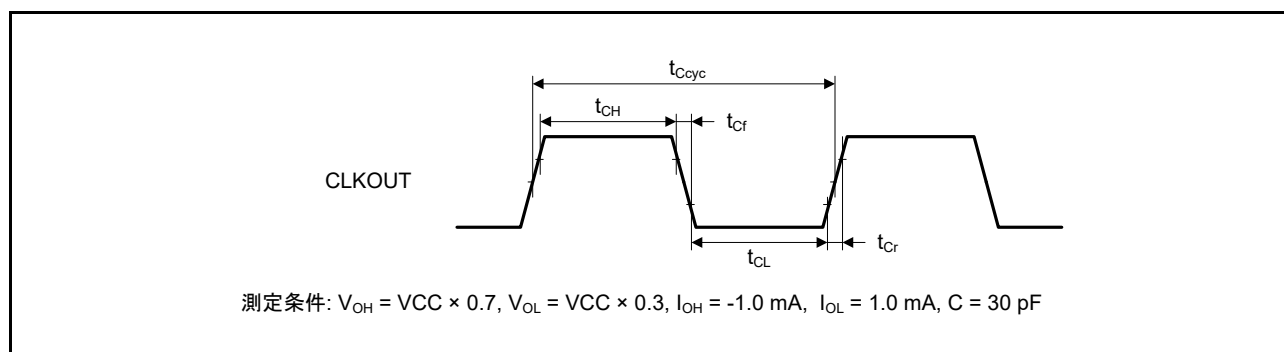 tCcyc
tCH
tCf
CLKOUT
tCL
tCr
測定条件: VOH = VCC × 0.7, VOL = VCC × 0.3, IOH = -1.0 mA, IOL = 1.0 mA, C = 30 pF